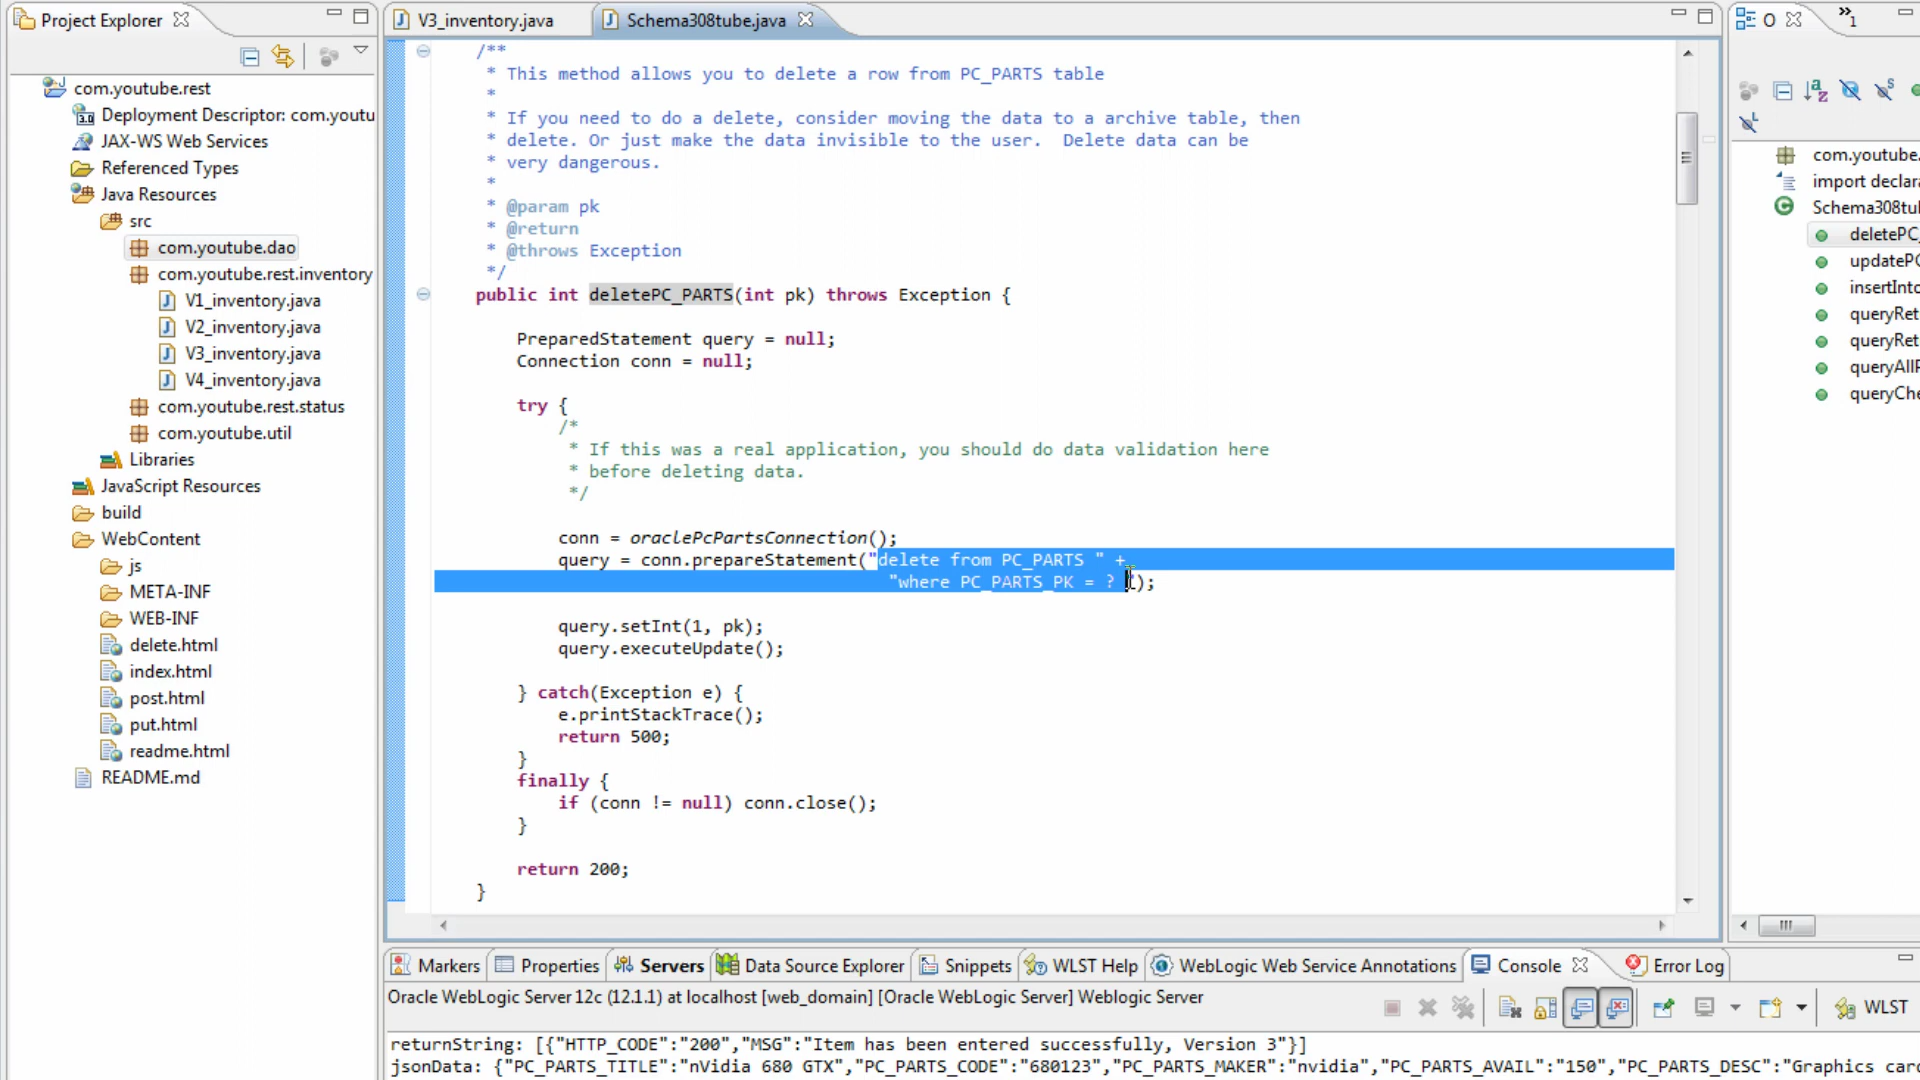 Project Explorer
com.youtube.rest
Deployment Descriptor: com.youtu
JAX-WS Web Services
Referenced Types
Java Resources
src
com.youtube.dao
com.youtube.rest.inventory
V1_inventory.java
V2_inventory.java
V3_inventory.java
V4_inventory.java
com.youtube.rest.status
com.youtube.util
Libraries
JavaScript Resources
build
WebContent
js
META-INF
WEB-INF
delete.html
index.html
post.html
put.html
readme.html
README.md
V3_inventory.java
Schema308tube.java
/**
* This method allows you to delete a row from PC_PARTS table
*
* If you need to do a delete, consider moving the data to a archive table, then
* delete. Or just make the data invisible to the user.  Delete data can be
* very dangerous.
*
* @param pk
* @return
* @throws Exception
*/
public int deletePC_PARTS(int pk) throws Exception {
PreparedStatement query = null;
Connection conn = null;
try {
/*
* If this was a real application, you should do data validation here
* before deleting data.
*/
conn = oraclePcPartsConnection();
query = conn.prepareStatement("delete from PC_PARTS " +
"where PC_PARTS_PK = ? ");
query.setInt(1, pk);
query.executeUpdate();
} catch(Exception e) {
e.printStackTrace();
return 500;
}
finally {
if (conn != null) conn.close();
}
return 200;
}
O
1
com.youtube.
import declara
Schema308tul
deletePC_
updatePC
insertInto
queryRet
queryRet
queryAllF
queryChe
Markers
Properties
Servers
Data Source Explorer
Snippets
WLST Help
WebLogic Web Service Annotations
Console
Error Log
Oracle WebLogic Server 12c (12.1.1) at localhost [web_domain] [Oracle WebLogic Server] Weblogic Server
WLST
returnString: [{"HTTP_CODE":"200","MSG":"Item has been entered successfully, Version 3"}]
jsonData: {"PC_PARTS_TITLE":"nVidia 680 GTX","PC_PARTS_CODE":"680123","PC_PARTS_MAKER":"nvidia","PC_PARTS_AVAIL":"150","PC_PARTS_DESC":"Graphics card